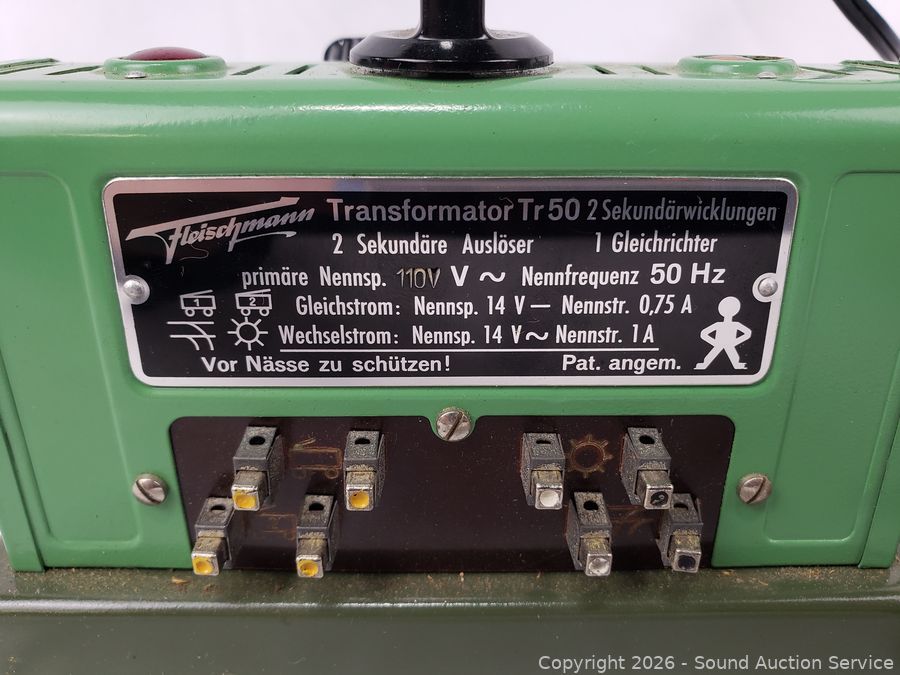 Fleischmann Transformator Tr 50 2 Sekundärwicklungen
2 Sekundäre Auslöser 1 Gleichrichter
primäre Nennsp. 110V V ~ Nennfrequenz 50 Hz
1 2 Gleichstrom: Nennsp. 14 V — Nennstr. 0,75 A
Wechselstrom: Nennsp. 14 V ~ Nennstr. 1 A
Vor Nässe zu schützen! Pat. angem.
Copyright 2026 - Sound Auction Service